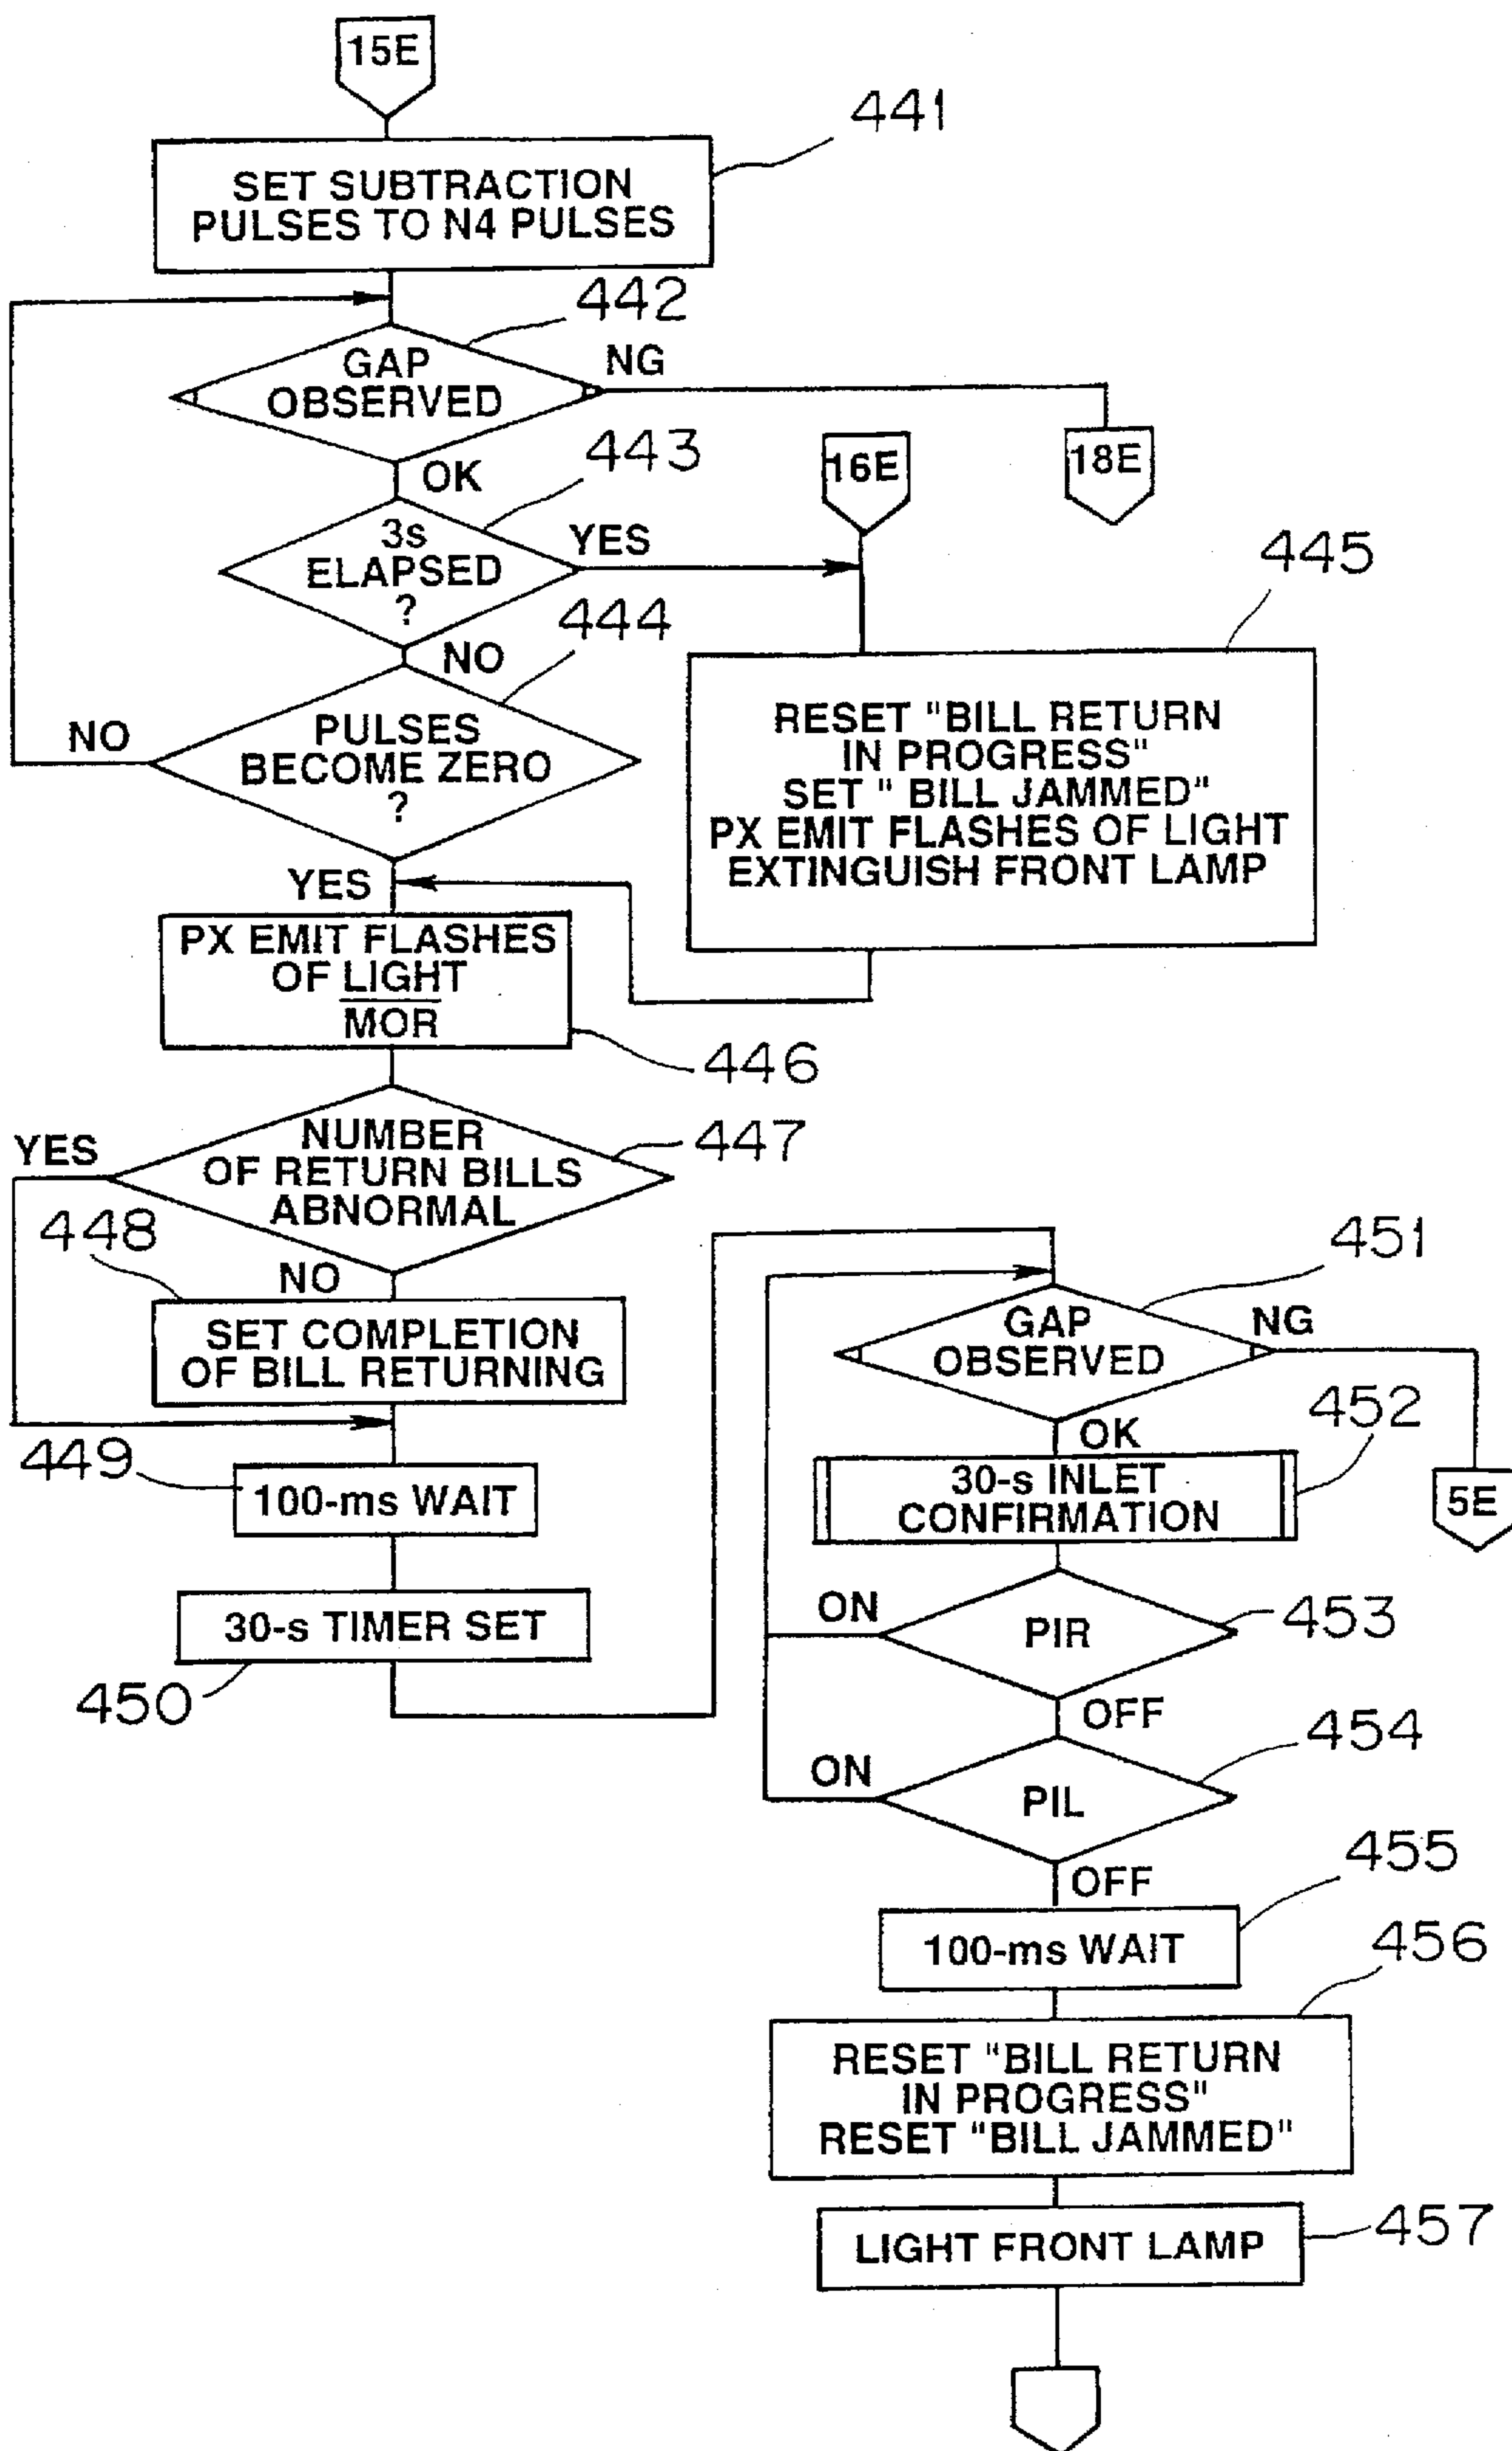 15E
441
SET SUBTRACTION
PULSES TO N4 PULSES
442
GAP
OBSERVED
NG
18E
OK
443
3s
ELAPSED
?
YES
16E
445
NO
444
PULSES
BECOME ZERO
?
NO
YES
RESET "BILL RETURN
IN PROGRESS"
SET " BILL JAMMED"
PX EMIT FLASHES OF LIGHT
EXTINGUISH FRONT LAMP
PX EMIT FLASHES
OF LIGHT
MOR
446
NUMBER
OF RETURN BILLS
ABNORMAL
447
YES
NO
448
SET COMPLETION
OF BILL RETURNING
449
100-ms WAIT
30-s TIMER SET
450
451
GAP
OBSERVED
NG
5E
OK
452
30-s INLET
CONFIRMATION
PIR
453
ON
OFF
PIL
454
ON
OFF
455
100-ms WAIT
456
RESET "BILL RETURN
IN PROGRESS"
RESET "BILL JAMMED"
LIGHT FRONT LAMP
457